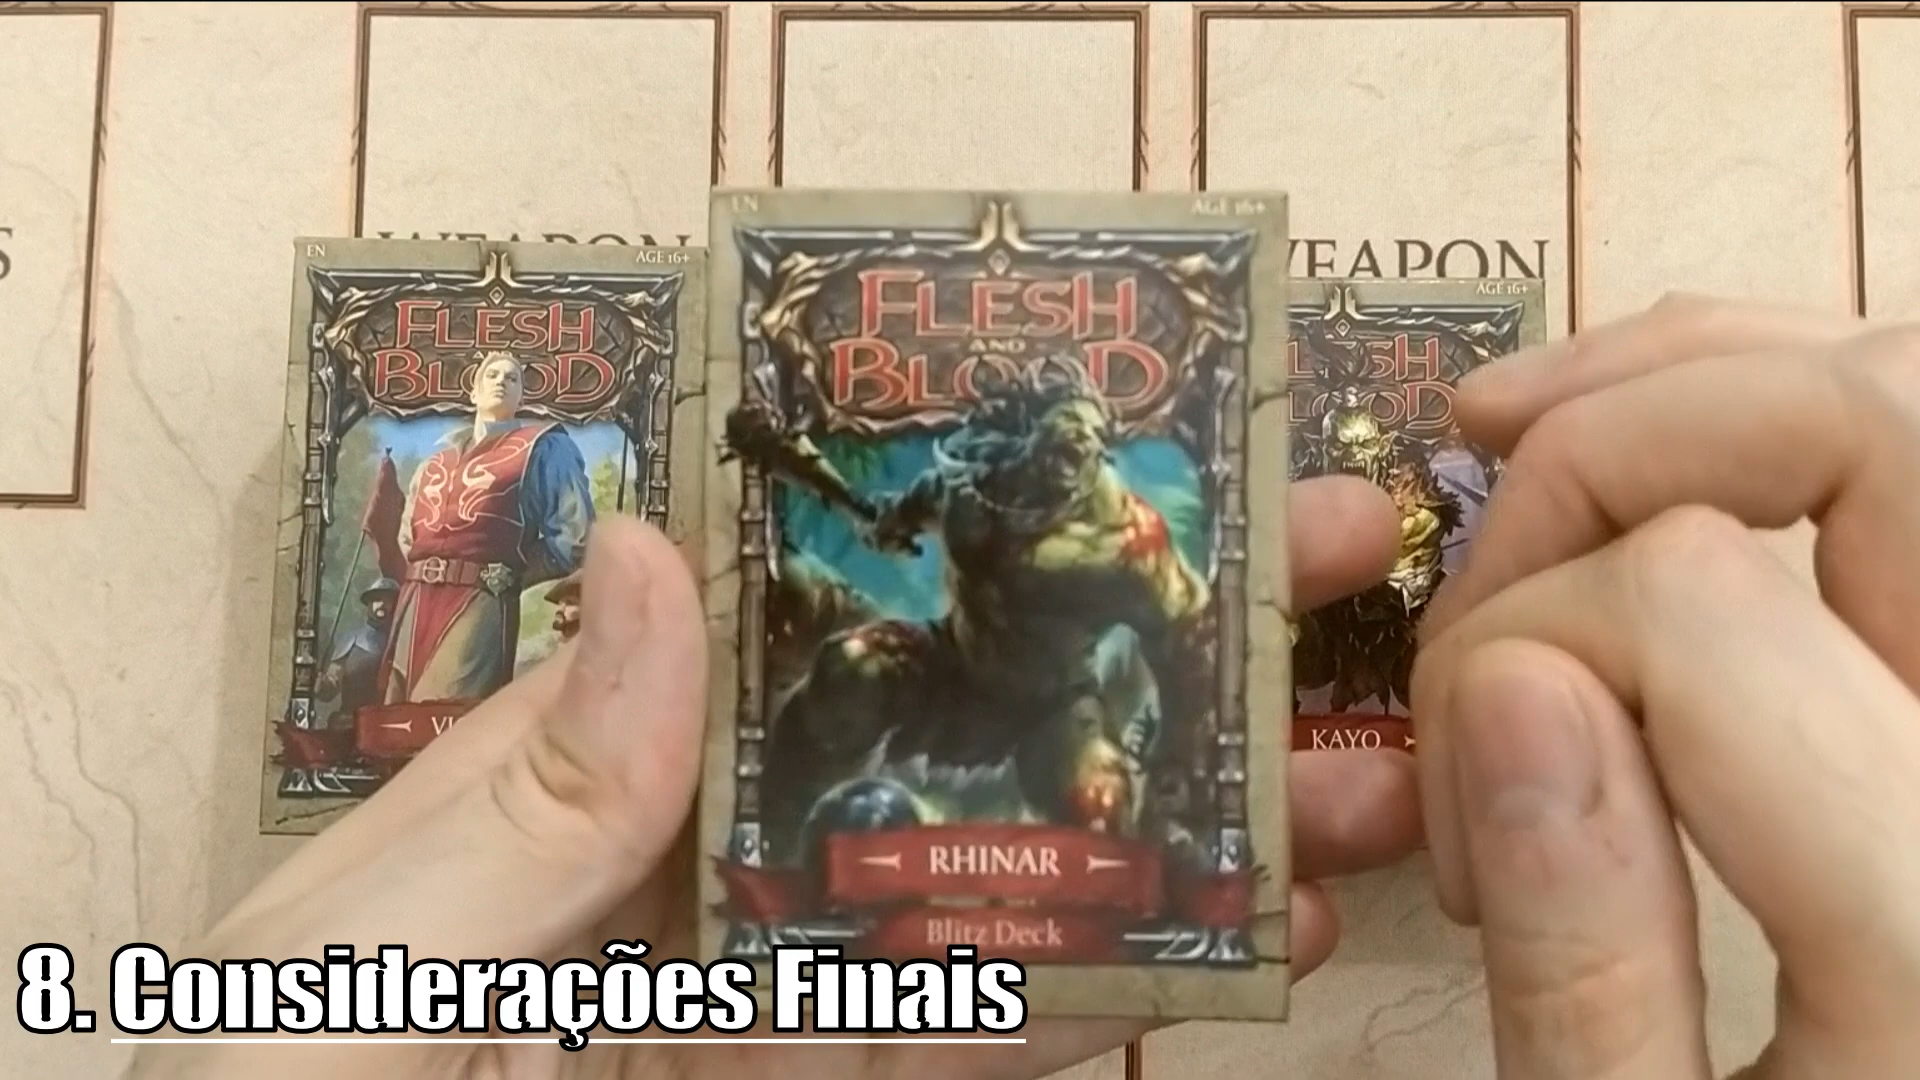 WEAPON
EN
AGE 16+
FLESH
AND
BLOOD
EN
AGE 16+
FLESH
AND
BLOOD
RHINAR
Blitz Deck
AGE 16+
KAYO
8. Considerações Finais